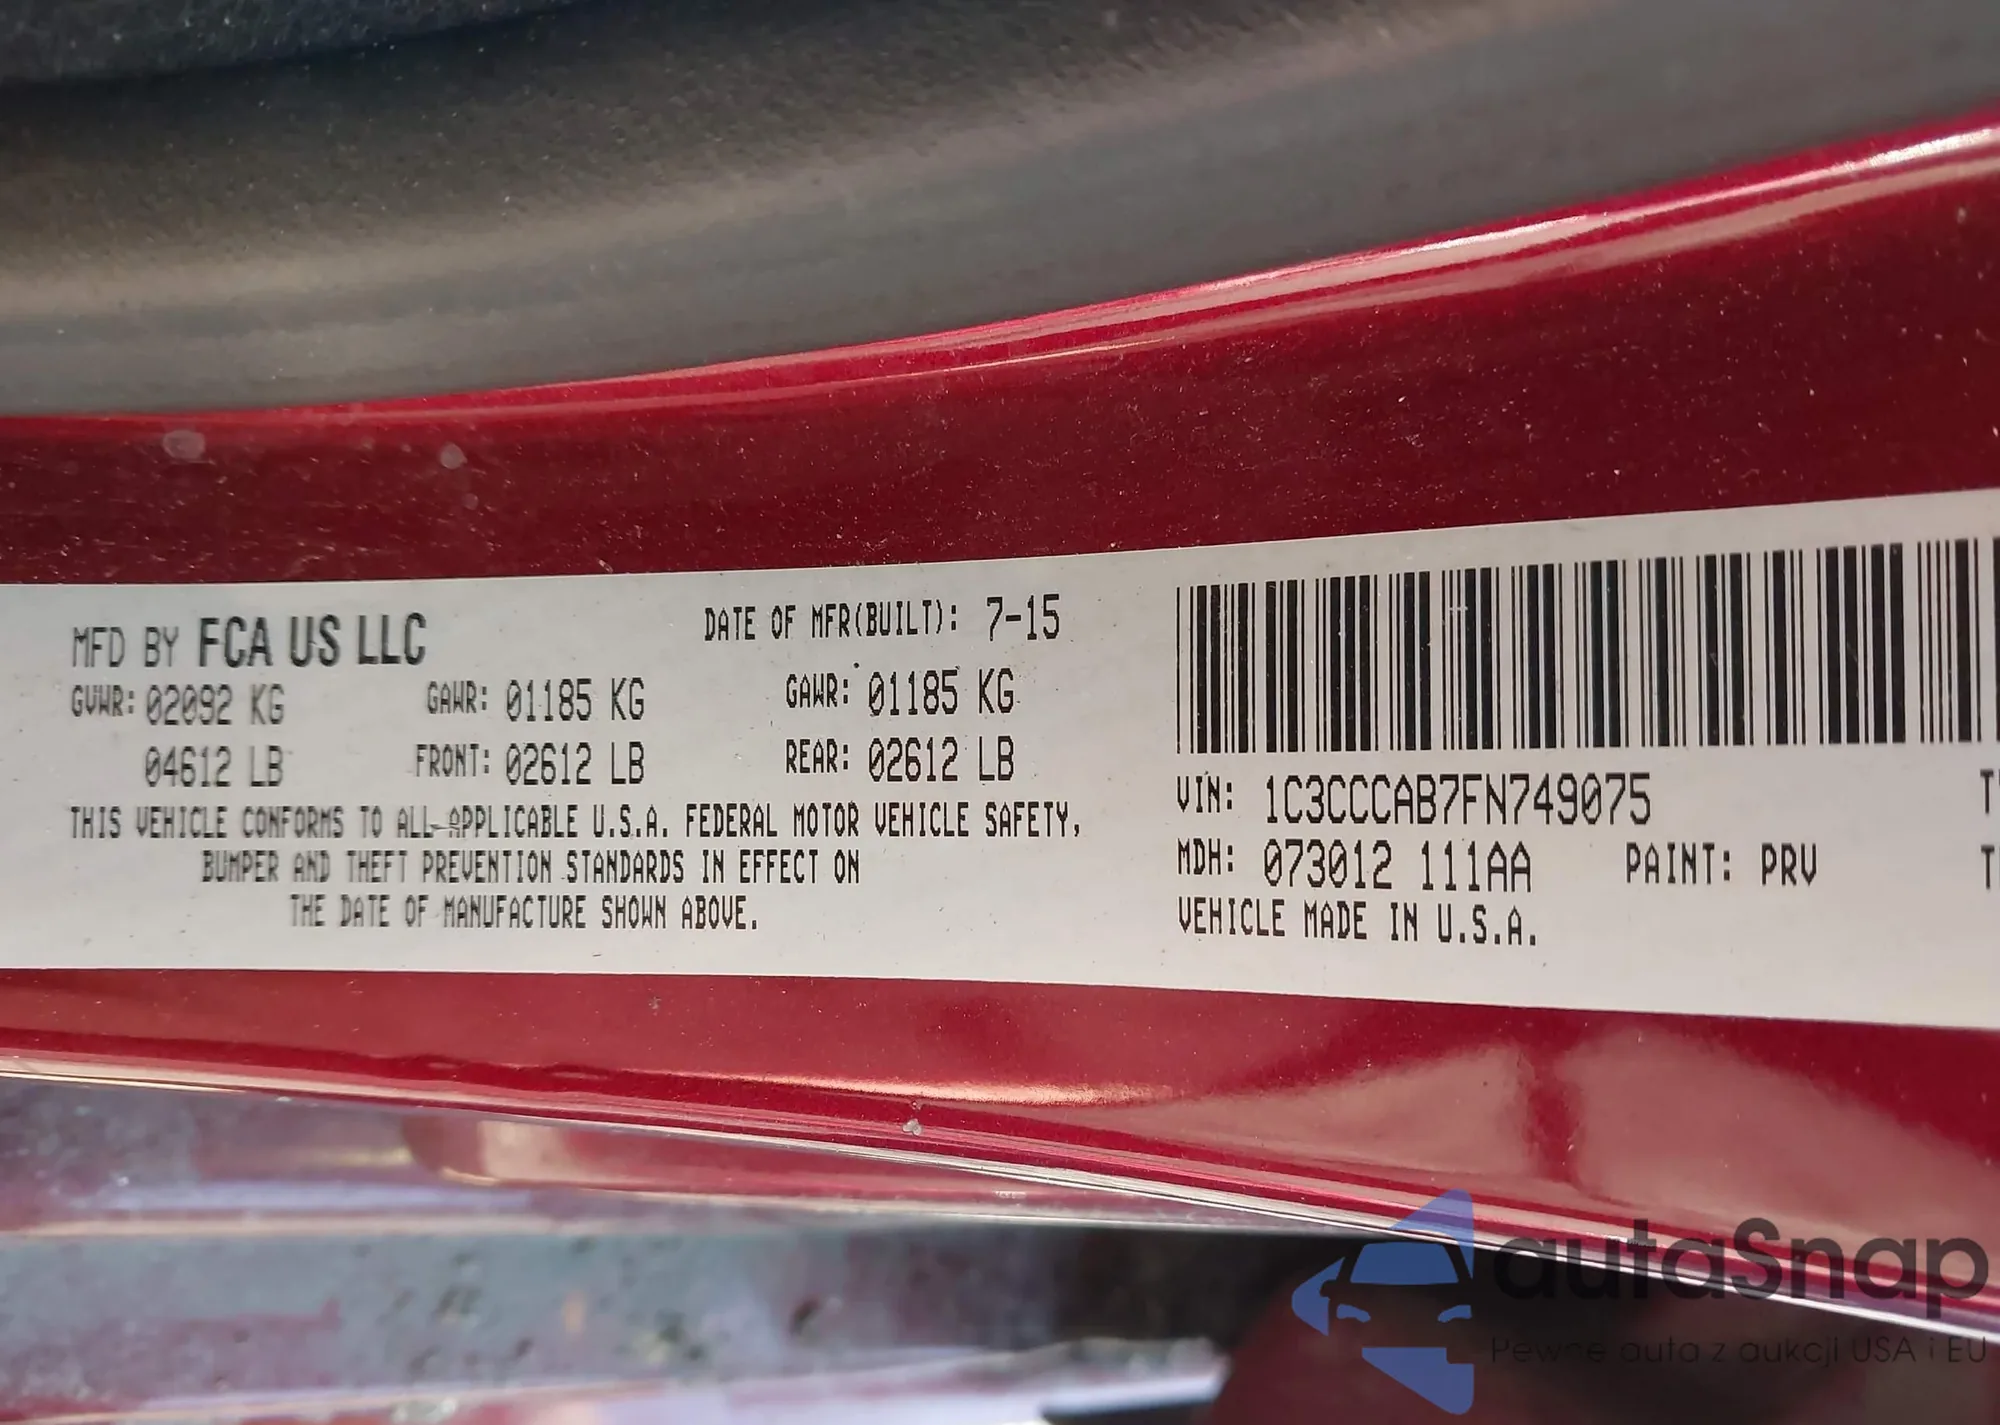 MFD BY FCA US LLC DATE OF MFR(BUILT): 7-15
GVWR: 02092 KG GAWR: 01185 KG GAWR: 01185 KG
04612 LB FRONT: 02612 LB REAR: 02612 LB
THIS VEHICLE CONFORMS TO ALL APPLICABLE U.S.A. FEDERAL MOTOR VEHICLE SAFETY,
BUMPER AND THEFT PREVENTION STANDARDS IN EFFECT ON
THE DATE OF MANUFACTURE SHOWN ABOVE.
VIN: 1C3CCCAB7FN749075
MDH: 073012 111AA PAINT: PRV
VEHICLE MADE IN U.S.A.
autaSnap
Pewne auta z aukcji USA i EU